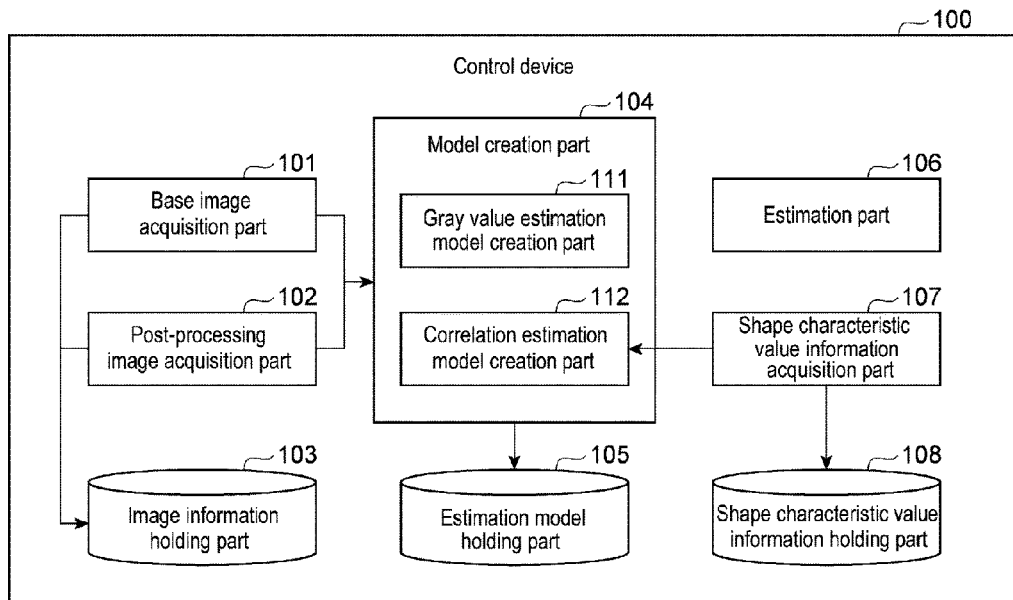 100
Control device
104
Model creation part
101
Base image
acquisition part
111
Gray value estimation
model creation part
106
Estimation part
102
Post-processing
image acquisition part
112
Correlation estimation
model creation part
107
Shape characteristic
value information
acquisition part
103
Image information
holding part
105
Estimation model
holding part
108
Shape characteristic value
information holding part